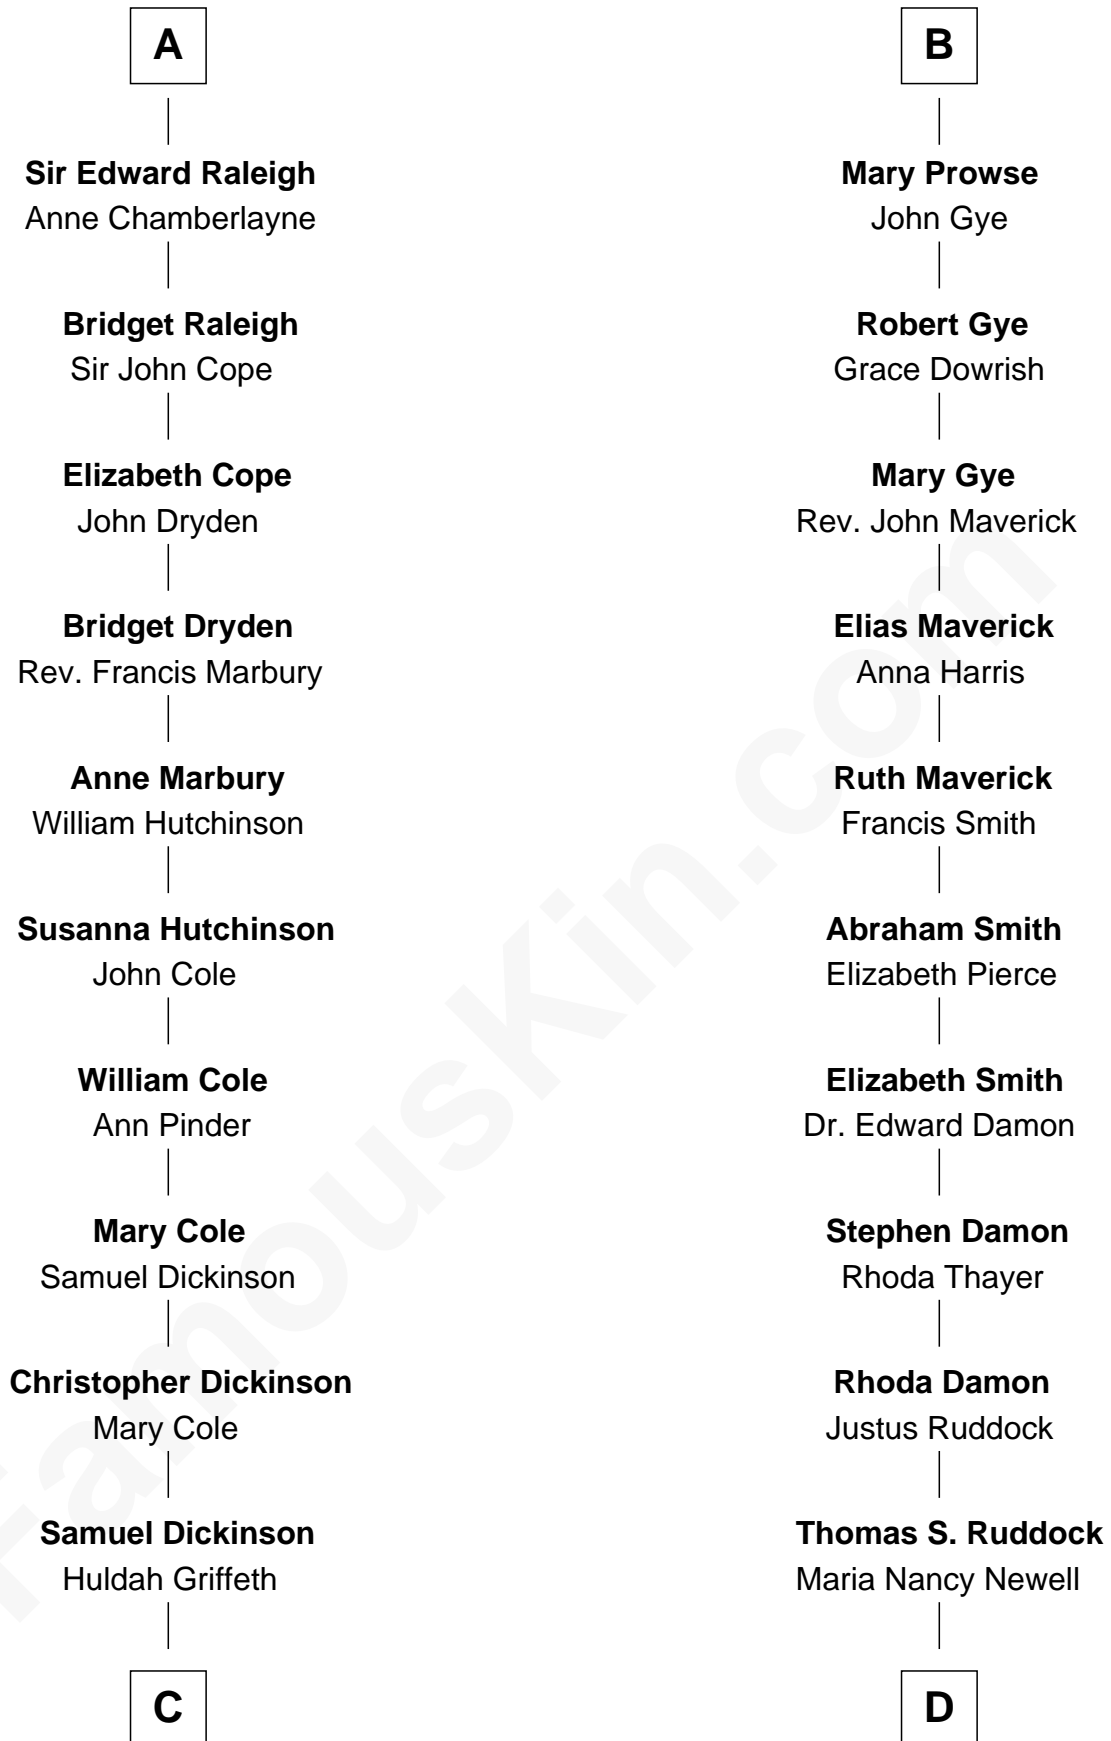 A
Sir Edward Raleigh
Anne Chamberlayne
Bridget Raleigh
Sir John Cope
Elizabeth Cope
John Dryden
Bridget Dryden
Rev. Francis Marbury
Anne Marbury
William Hutchinson
Susanna Hutchinson
John Cole
William Cole
Ann Pinder
Mary Cole
Samuel Dickinson
Christopher Dickinson
Mary Cole
Samuel Dickinson
Huldah Griffeth
C
B
Mary Prowse
John Gye
Robert Gye
Grace Dowrish
Mary Gye
Rev. John Maverick
Elias Maverick
Anna Harris
Ruth Maverick
Francis Smith
Abraham Smith
Elizabeth Pierce
Elizabeth Smith
Dr. Edward Damon
Stephen Damon
Rhoda Thayer
Rhoda Damon
Justus Ruddock
Thomas S. Ruddock
Maria Nancy Newell
D
FamousKin.com